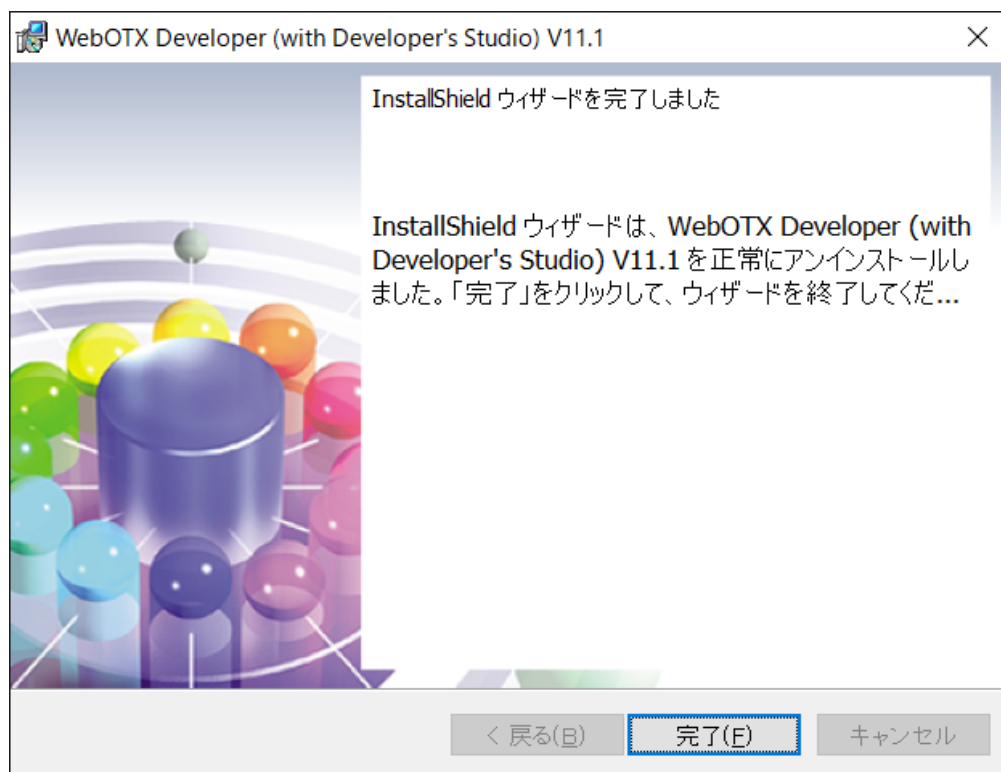 WebOTX Developer (with Developer's Studio) V11.1
InstallShield ウィザードを完了しました
InstallShield ウィザードは、WebOTX Developer (with
Developer's Studio) V11.1 を正常にアンインストールし
ました。「完了」をクリックして、ウィザードを終了してくだ...
< 戻る(B)
完了(F)
キャンセル